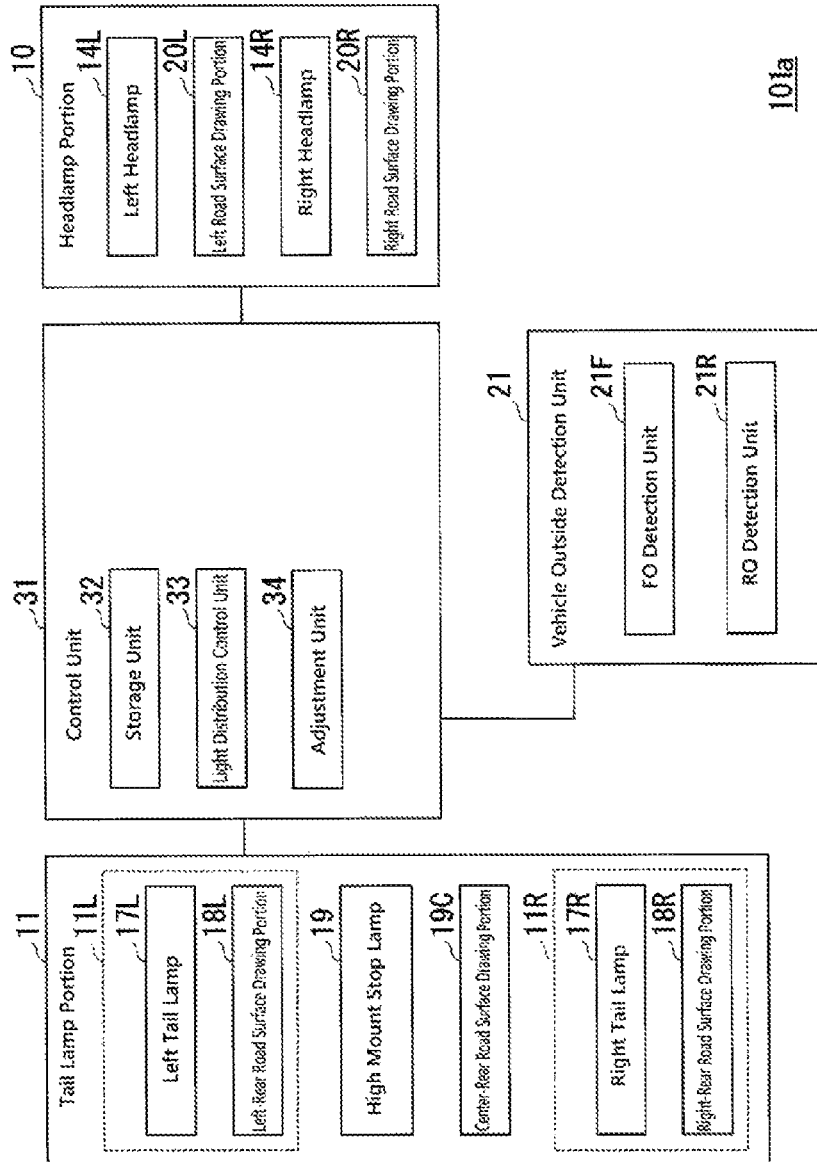 11
Tail Lamp Portion
11L
17L
Left Tail Lamp
18L
Left-Rear Road Surface Drawing Portion
19
High Mount Stop Lamp
19C
Center-Rear Road Surface Drawing Portion
11R
17R
Right Tail Lamp
18R
Right-Rear Road Surface Drawing Portion
31
Control Unit
32
Storage Unit
33
Light Distribution Control Unit
34
Adjustment Unit
10
Headlamp Portion
14L
Left Headlamp
20L
Left Road Surface Drawing Portion
14R
Right Headlamp
20R
Right Road Surface Drawing Portion
21
Vehicle Outside Detection Unit
21F
FO Detection Unit
21R
RO Detection Unit
101a